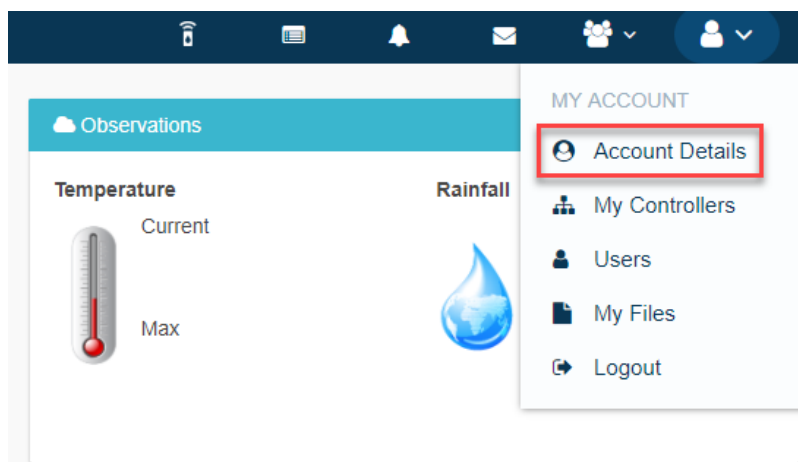 MY ACCOUNT
Account Details
My Controllers
Users
My Files
Logout
Observations
Temperature
Current
Max
Rainfall